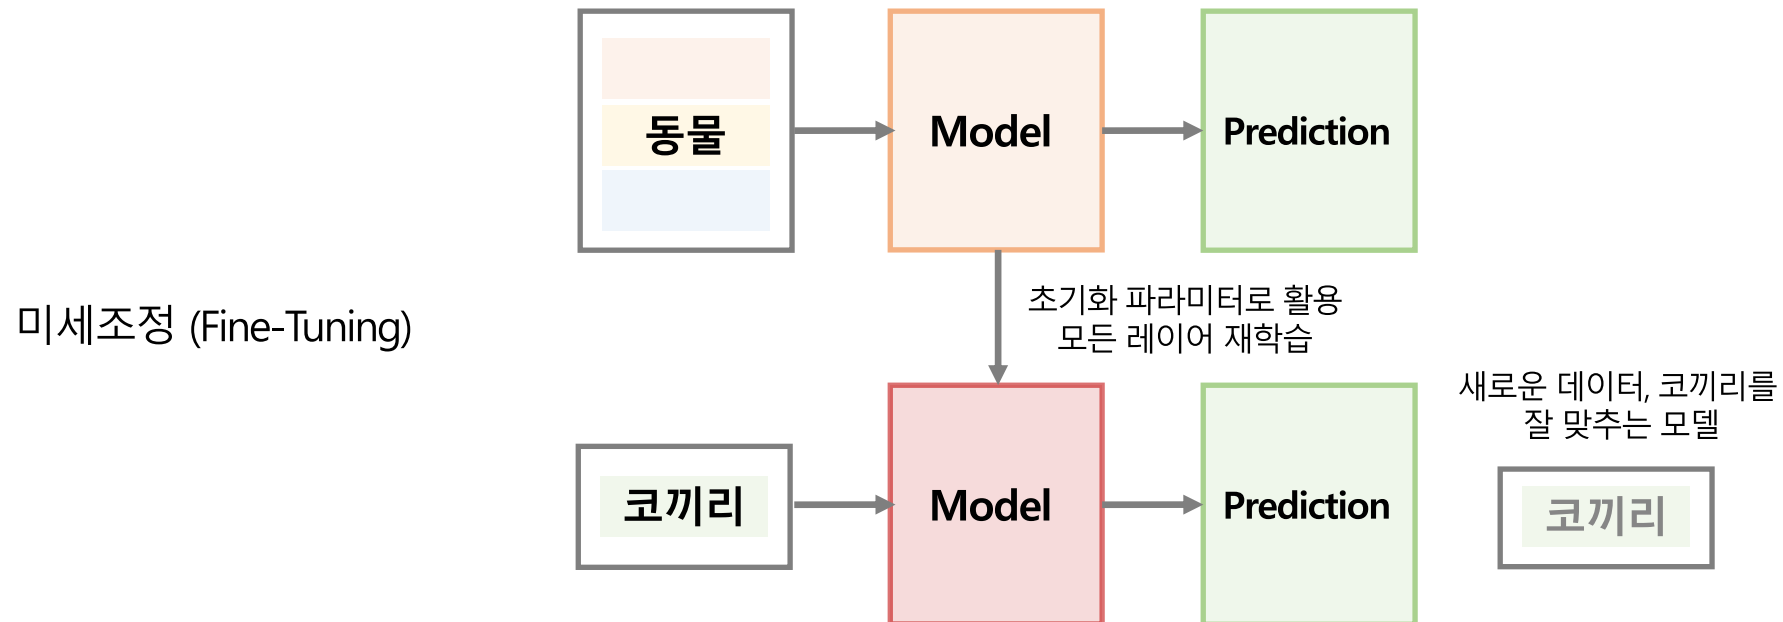 동물
Model
Prediction
미세조정 (Fine-Tuning)
초기화 파라미터로 활용
모든 레이어 재학습
새로운 데이터, 코끼리를
잘 맞추는 모델
코끼리
Model
Prediction
코끼리